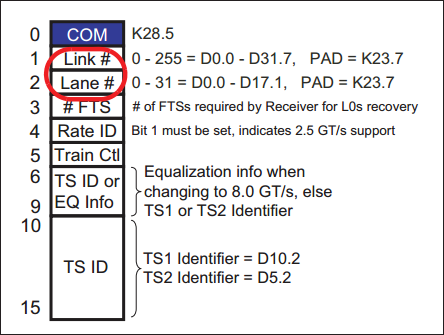 0 COM K28.5
1 Link # 0 - 255 = D0.0 - D31.7, PAD = K23.7
2 Lane # 0 - 31 = D0.0 - D17.1, PAD = K23.7
3 # FTS # of FTSs required by Receiver for L0s recovery
4 Rate ID Bit 1 must be set, indicates 2.5 GT/s support
5 Train Ctl
6 Equalization info when
TS ID or changing to 8.0 GT/s, else
EQ Info TS1 or TS2 Identifier
9
10
TS1 Identifier = D10.2
TS ID
TS2 Identifier = D5.2
15